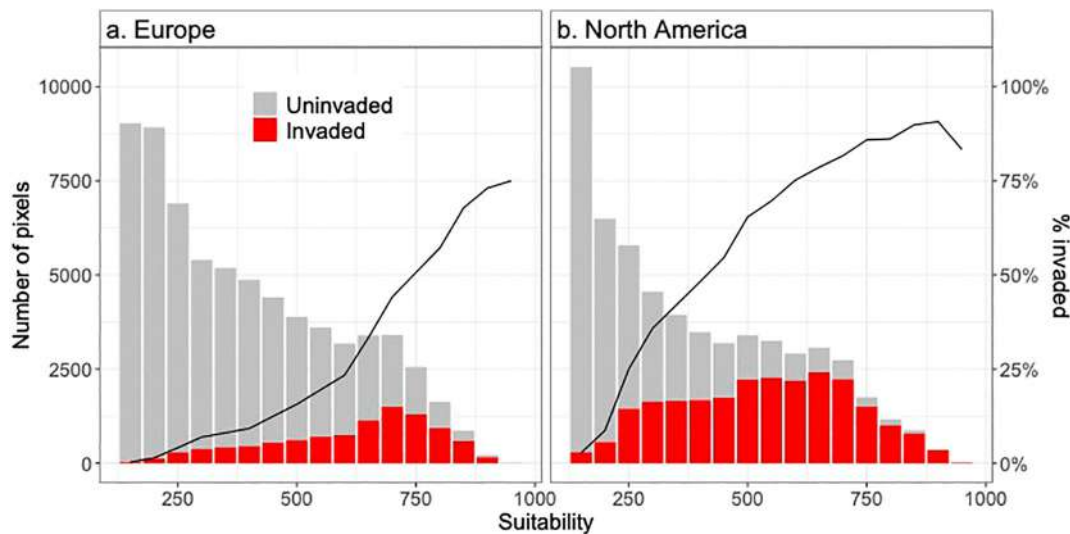 a. Europe
b. North America
Number of pixels
10000
7500
5000
2500
0
Uninvaded
Invaded
100%
75%
50%
25%
0%
% invaded
250
500
750
1000
250
500
750
1000
Suitability